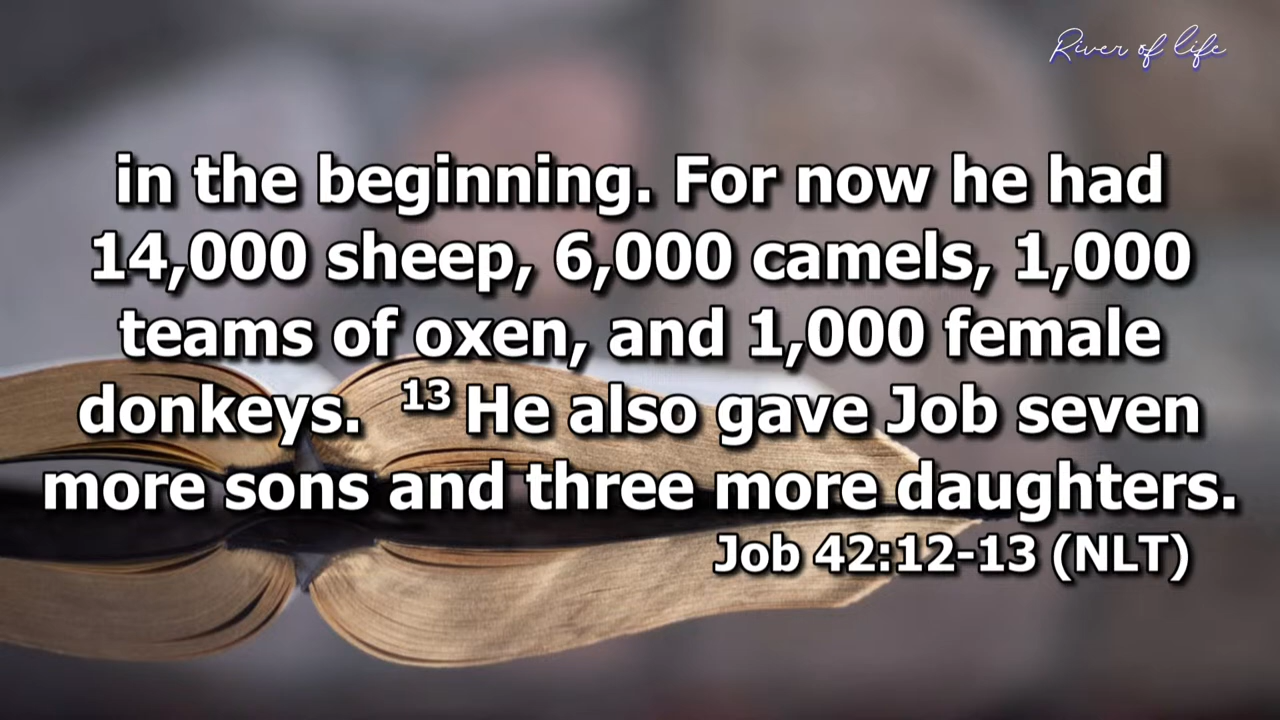 River of life
in the beginning. For now he had
14,000 sheep, 6,000 camels, 1,000
teams of oxen, and 1,000 female
donkeys. 13 He also gave Job seven
more sons and three more daughters.
Job 42:12-13 (NLT)